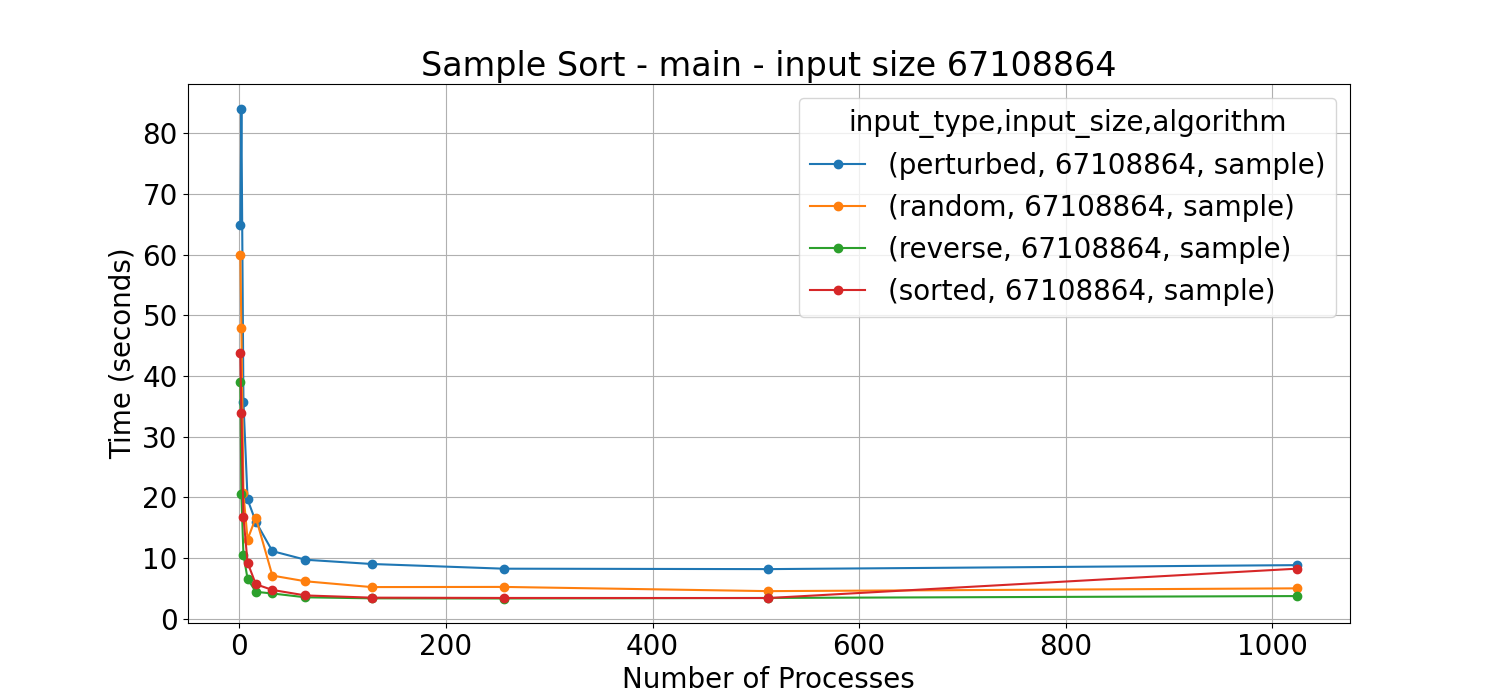 Sample Sort - main - input size 67108864
input_type,input_size,algorithm
(perturbed, 67108864, sample)
(random, 67108864, sample)
(reverse, 67108864, sample)
(sorted, 67108864, sample)
Time (seconds)
80
70
60
50
40
30
20
10
0
0 200 400 600 800 1000
Number of Processes